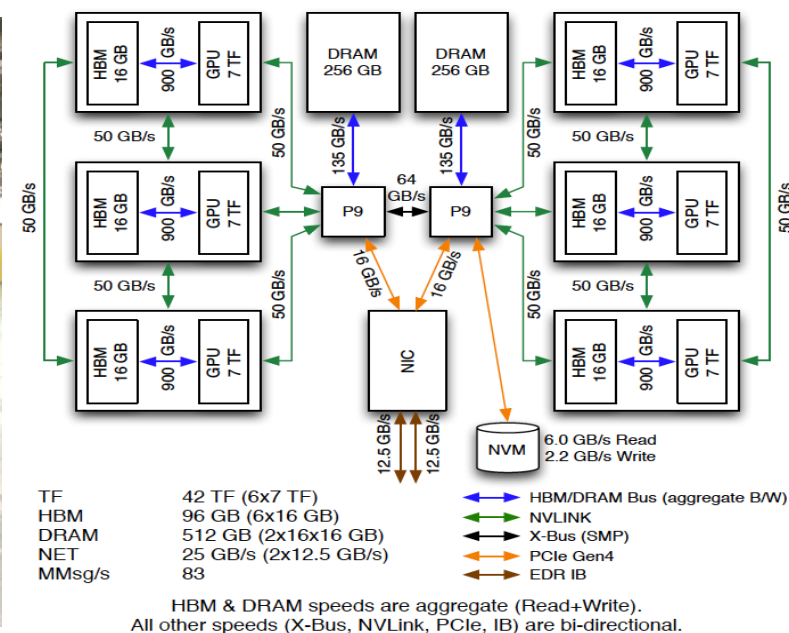 HBM
16 GB
900 GB/s
GPU
7 TF
DRAM
256 GB
DRAM
256 GB
HBM
16 GB
900 GB/s
GPU
7 TF
50 GB/s
50 GB/s
135 GB/s
135 GB/s
50 GB/s
50 GB/s
50 GB/s
HBM
16 GB
900 GB/s
GPU
7 TF
P9
64
GB/s
P9
HBM
16 GB
900 GB/s
GPU
7 TF
50 GB/s
50 GB/s
50 GB/s
16 GB/s
16 GB/s
50 GB/s
50 GB/s
HBM
16 GB
900 GB/s
GPU
7 TF
NIC
HBM
16 GB
900 GB/s
GPU
7 TF
12.5 GB/s
12.5 GB/s
NVM
6.0 GB/s Read
2.2 GB/s Write
TF 42 TF (6x7 TF)
HBM 96 GB (6x16 GB)
DRAM 512 GB (2x16x16 GB)
NET 25 GB/s (2x12.5 GB/s)
MMsg/s 83
HBM/DRAM Bus (aggregate B/W)
NVLINK
X-Bus (SMP)
PCIe Gen4
EDR IB
HBM & DRAM speeds are aggregate (Read+Write).
All other speeds (X-Bus, NVLink, PCIe, IB) are bi-directional.